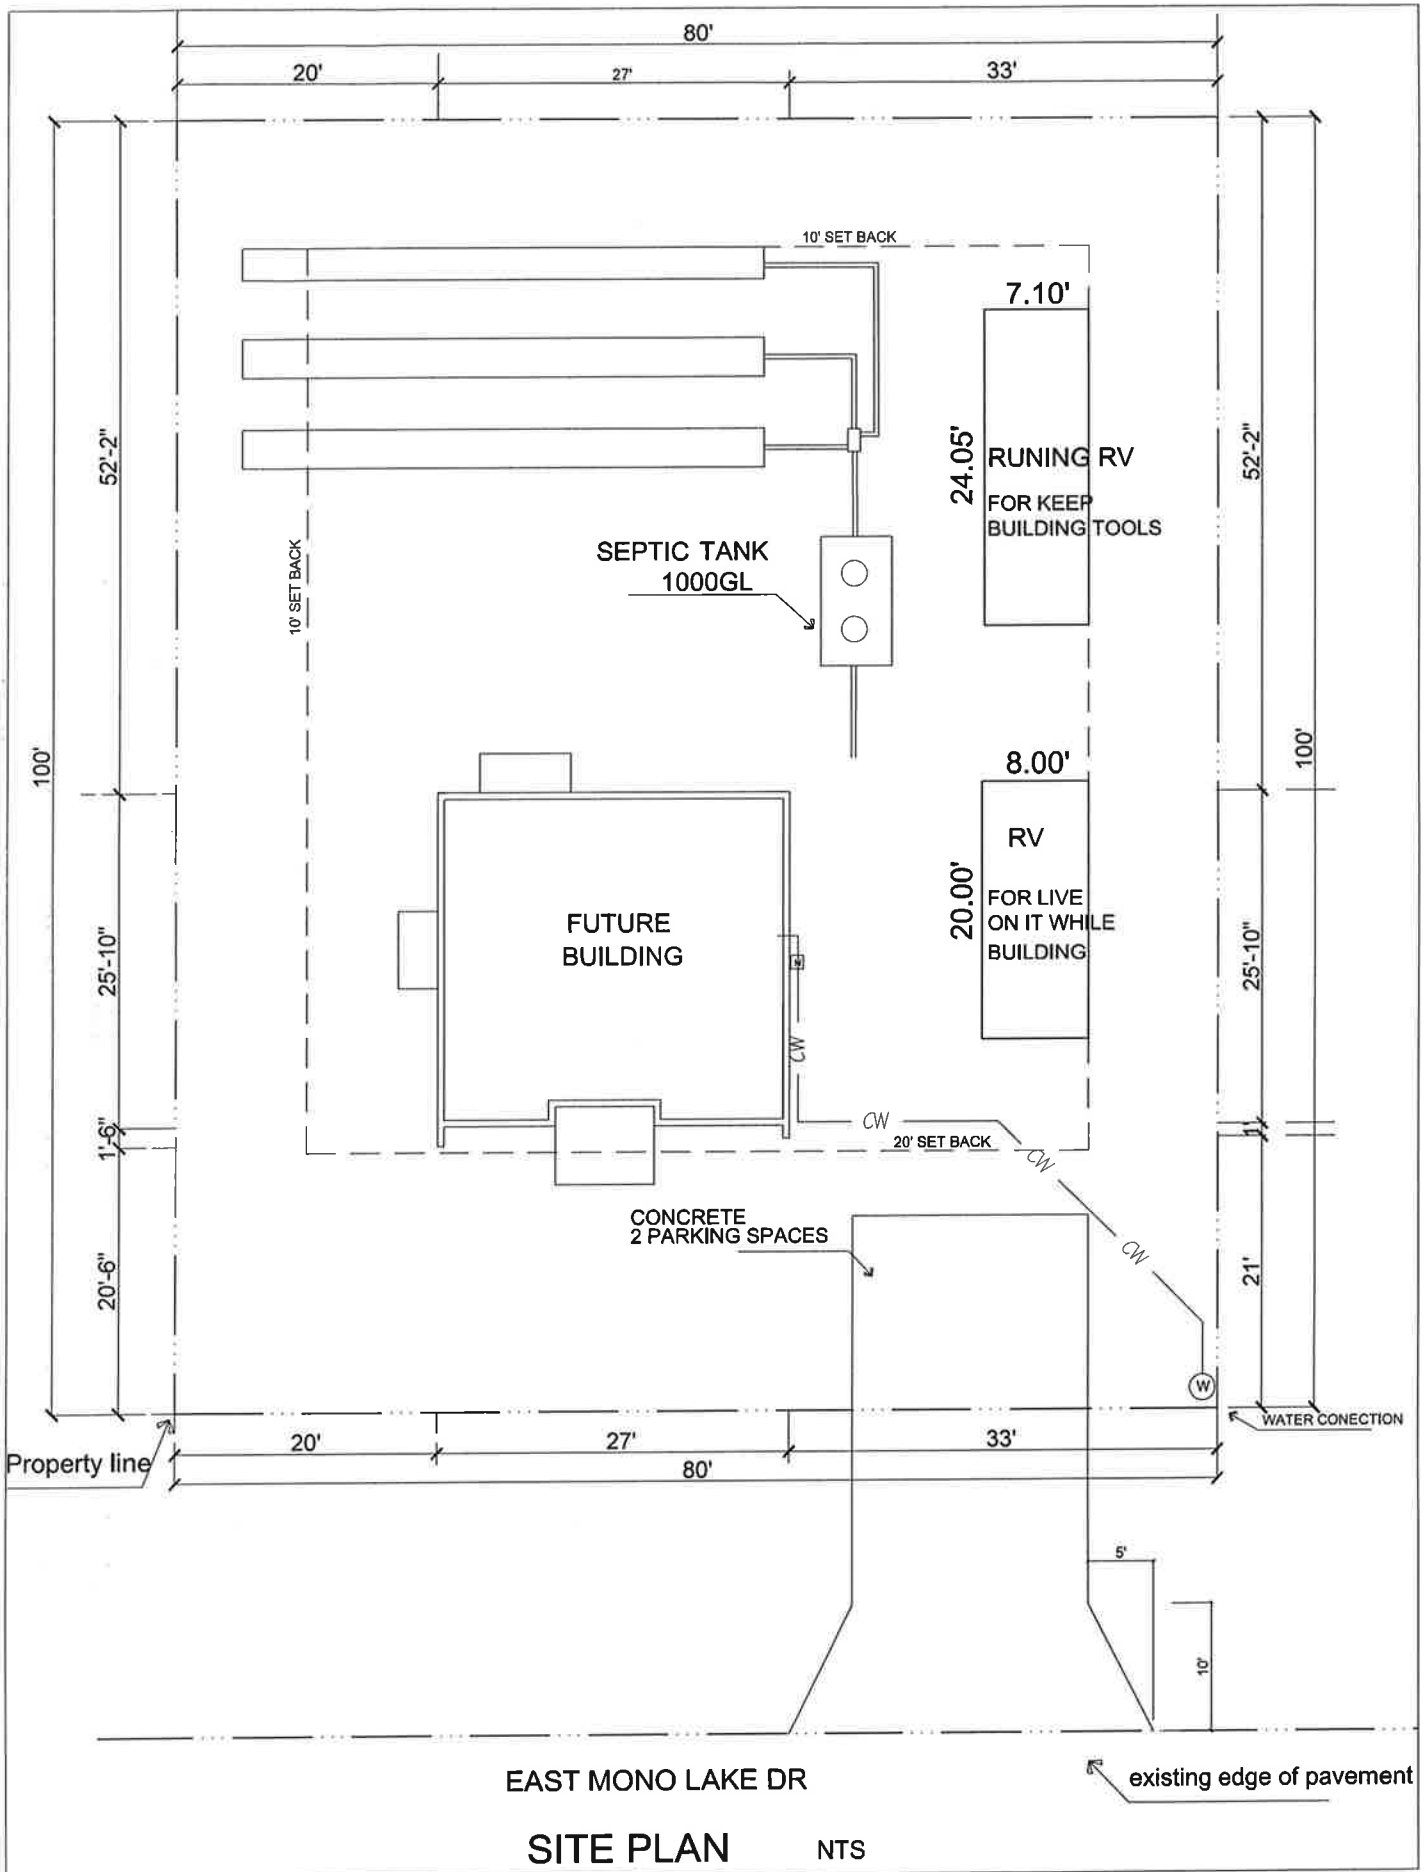 80'
20'
27'
33'
10' SET BACK
7.10'
24.05'
RUNING RV
FOR KEEP
BUILDING TOOLS
52'-2"
52'-2"
10' SET BACK
SEPTIC TANK
1000GL
100'
100'
8.00'
20.00'
RV
FOR LIVE
ON IT WHILE
BUILDING
FUTURE
BUILDING
25'-10"
25'-10"
CW
CW
20' SET BACK
CW
1'-6"
1'
CONCRETE
2 PARKING SPACES
CW
20'-6"
21'
W
WATER CONECTION
Property line
20'
27'
33'
80'
5'
10'
EAST MONO LAKE DR
existing edge of pavement
SITE PLAN NTS